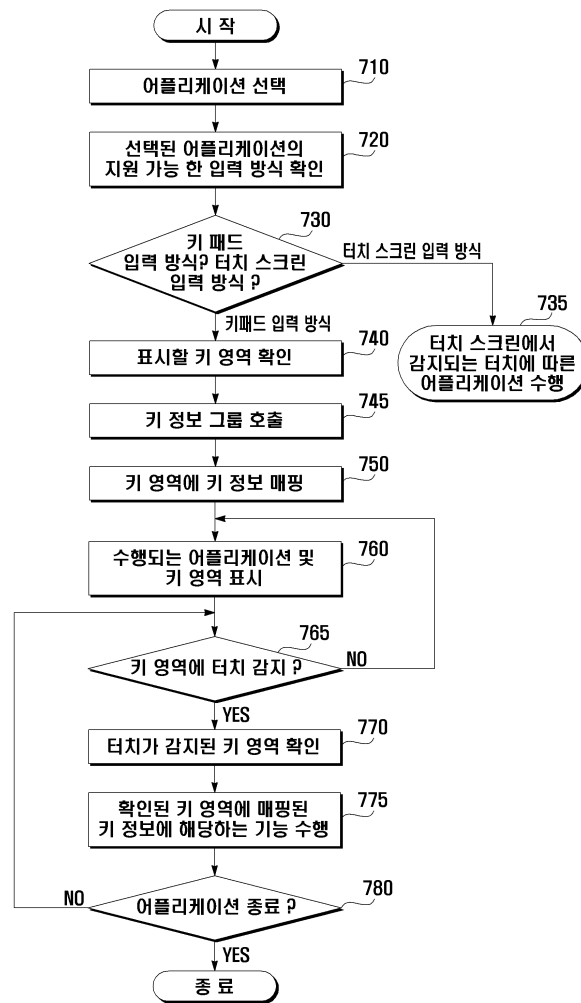 시 작
710
어플리케이션 선택
720
선택된 어플리케이션의
지원 가능 한 입력 방식 확인
730
키 패드
입력 방식? 터치 스크린
입력 방식 ?
터치 스크린 입력 방식
735
터치 스크린에서
감지되는 터치에 따른
어플리케이션 수행
키패드 입력 방식
740
표시할 키 영역 확인
745
키 정보 그룹 호출
750
키 영역에 키 정보 매핑
760
수행되는 어플리케이션 및
키 영역 표시
765
키 영역에 터치 감지 ?
NO
YES
770
터치가 감지된 키 영역 확인
775
확인된 키 영역에 매핑된
키 정보에 해당하는 기능 수행
780
NO
어플리케이션 종료 ?
YES
종 료